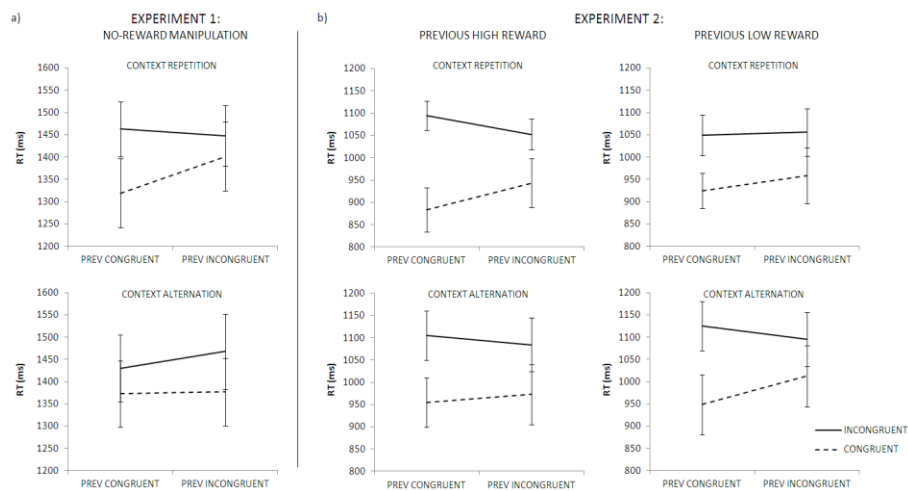 a)
EXPERIMENT 1:
NO-REWARD MANIPULATION
b)
EXPERIMENT 2:
PREVIOUS HIGH REWARD
PREVIOUS LOW REWARD
CONTEXT REPETITION
RT (ms)
1600
1550
1500
1450
1400
1350
1300
1250
1200
PREV CONGRUENT PREV INCONGRUENT
CONTEXT REPETITION
RT (ms)
1200
1150
1100
1050
1000
950
900
850
800
PREV CONGRUENT PREV INCONGRUENT
CONTEXT REPETITION
RT (ms)
1200
1150
1100
1050
1000
950
900
850
800
PREV CONGRUENT PREV INCONGRUENT
CONTEXT ALTERNATION
RT (ms)
1600
1550
1500
1450
1400
1350
1300
1250
1200
PREV CONGRUENT PREV INCONGRUENT
CONTEXT ALTERNATION
RT (ms)
1200
1150
1100
1050
1000
950
900
850
800
PREV CONGRUENT PREV INCONGRUENT
CONTEXT ALTERNATION
RT (ms)
1200
1150
1100
1050
1000
950
900
850
800
PREV CONGRUENT PREV INCONGRUENT
INCONGRUENT
CONGRUENT